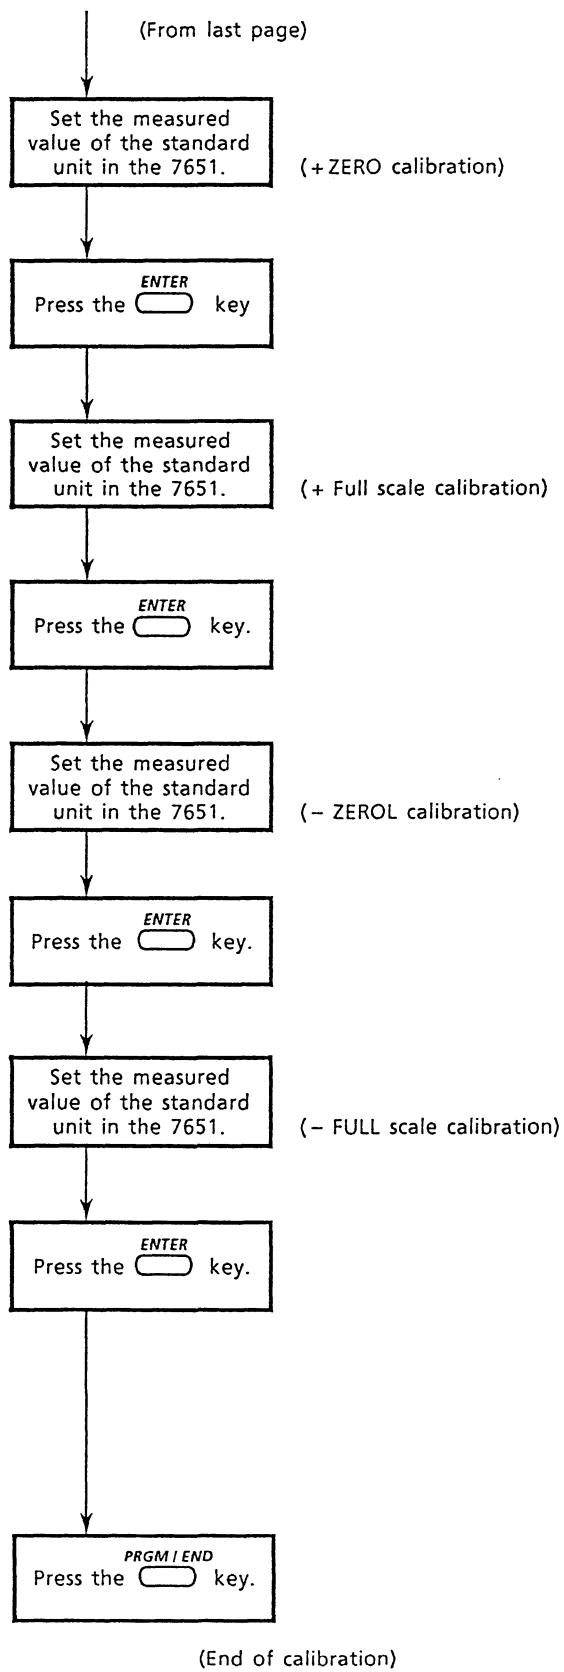 (From last page)
Set the measured
value of the standard
unit in the 7651.
(+ZERO calibration)
ENTER
Press the key
Set the measured
value of the standard
unit in the 7651.
(+ Full scale calibration)
ENTER
Press the key.
Set the measured
value of the standard
unit in the 7651.
(– ZEROL calibration)
ENTER
Press the key.
Set the measured
value of the standard
unit in the 7651.
(– FULL scale calibration)
ENTER
Press the key.
PRGM / END
Press the key.
(End of calibration)